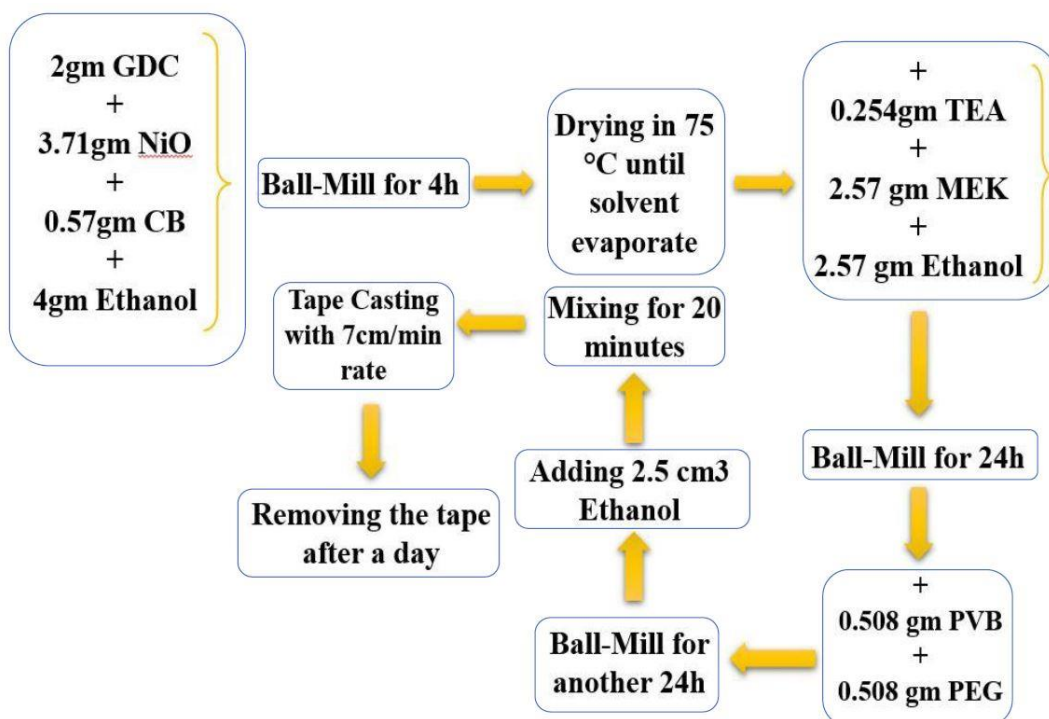 2gm GDC
+
3.71gm NiO
+
0.57gm CB
+
4gm Ethanol
Ball-Mill for 4h
Drying in 75
°C until
solvent
evaporate
+
0.254gm TEA
+
2.57 gm MEK
+
2.57 gm Ethanol
Ball-Mill for 24h
+
0.508 gm PVB
+
0.508 gm PEG
Ball-Mill for
another 24h
Adding 2.5 cm3
Ethanol
Mixing for 20
minutes
Tape Casting
with 7cm/min
rate
Removing the tape
after a day